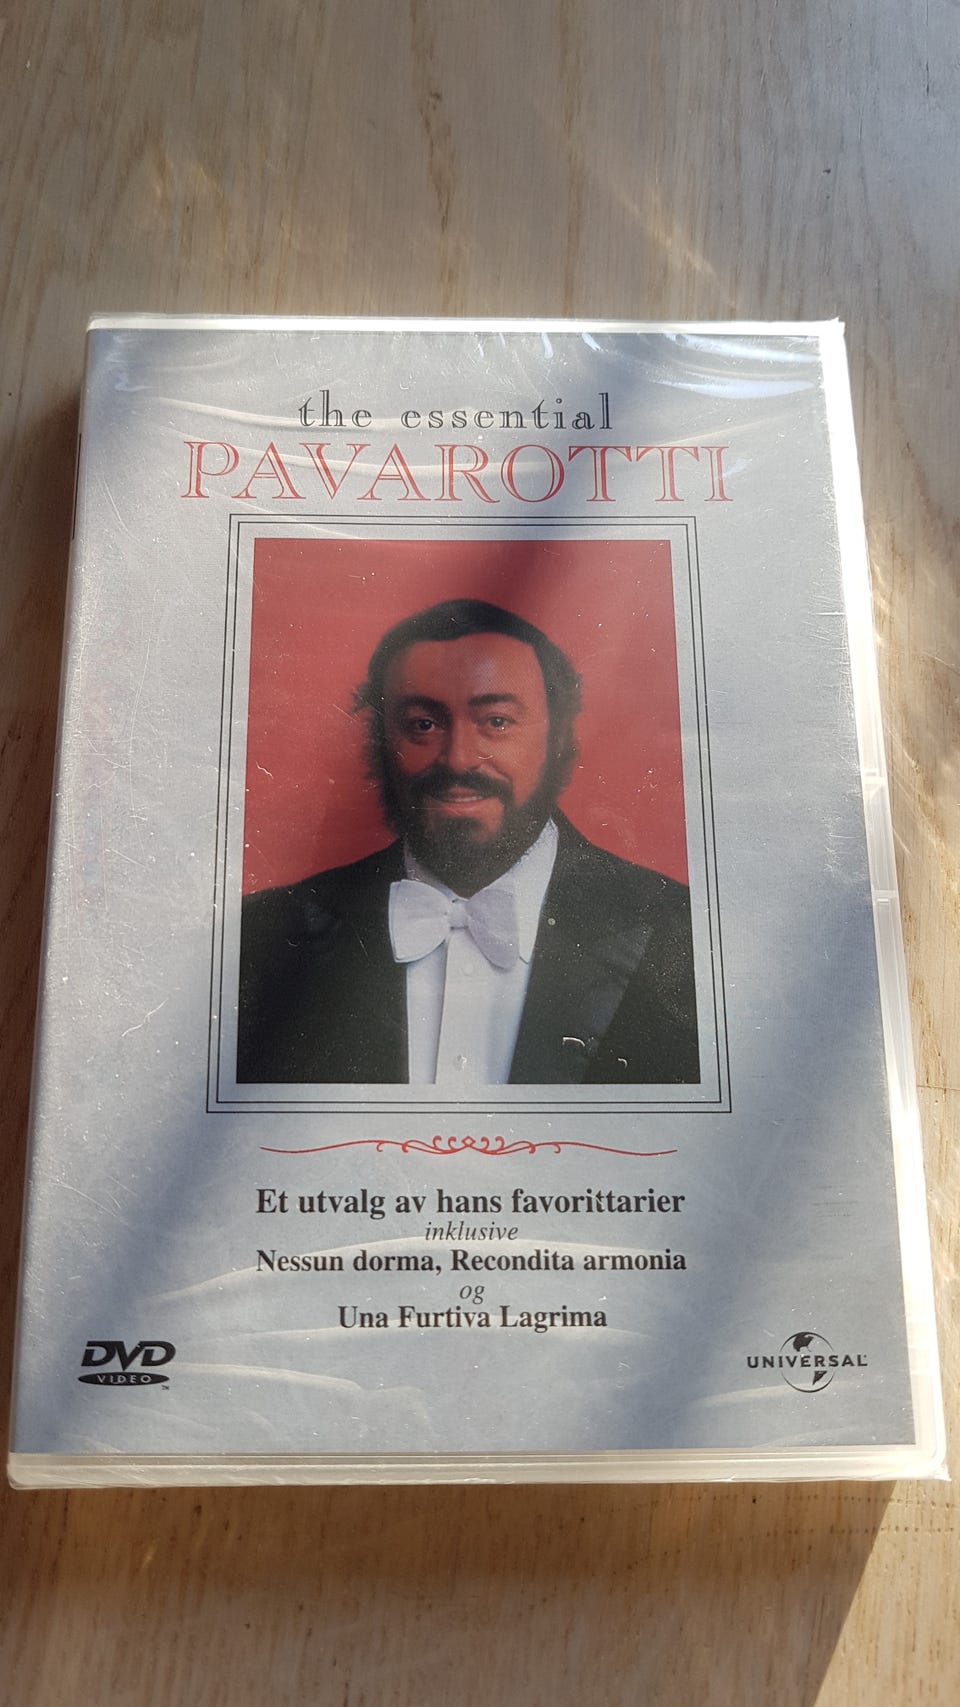 the essential
PAVAROTTI
Et utvalg av hans favorittarier
inklusive
Nessun dorma, Recondita armonia
og
Una Furtiva Lagrima
DVD
VIDEO
TM
UNIVERSAL